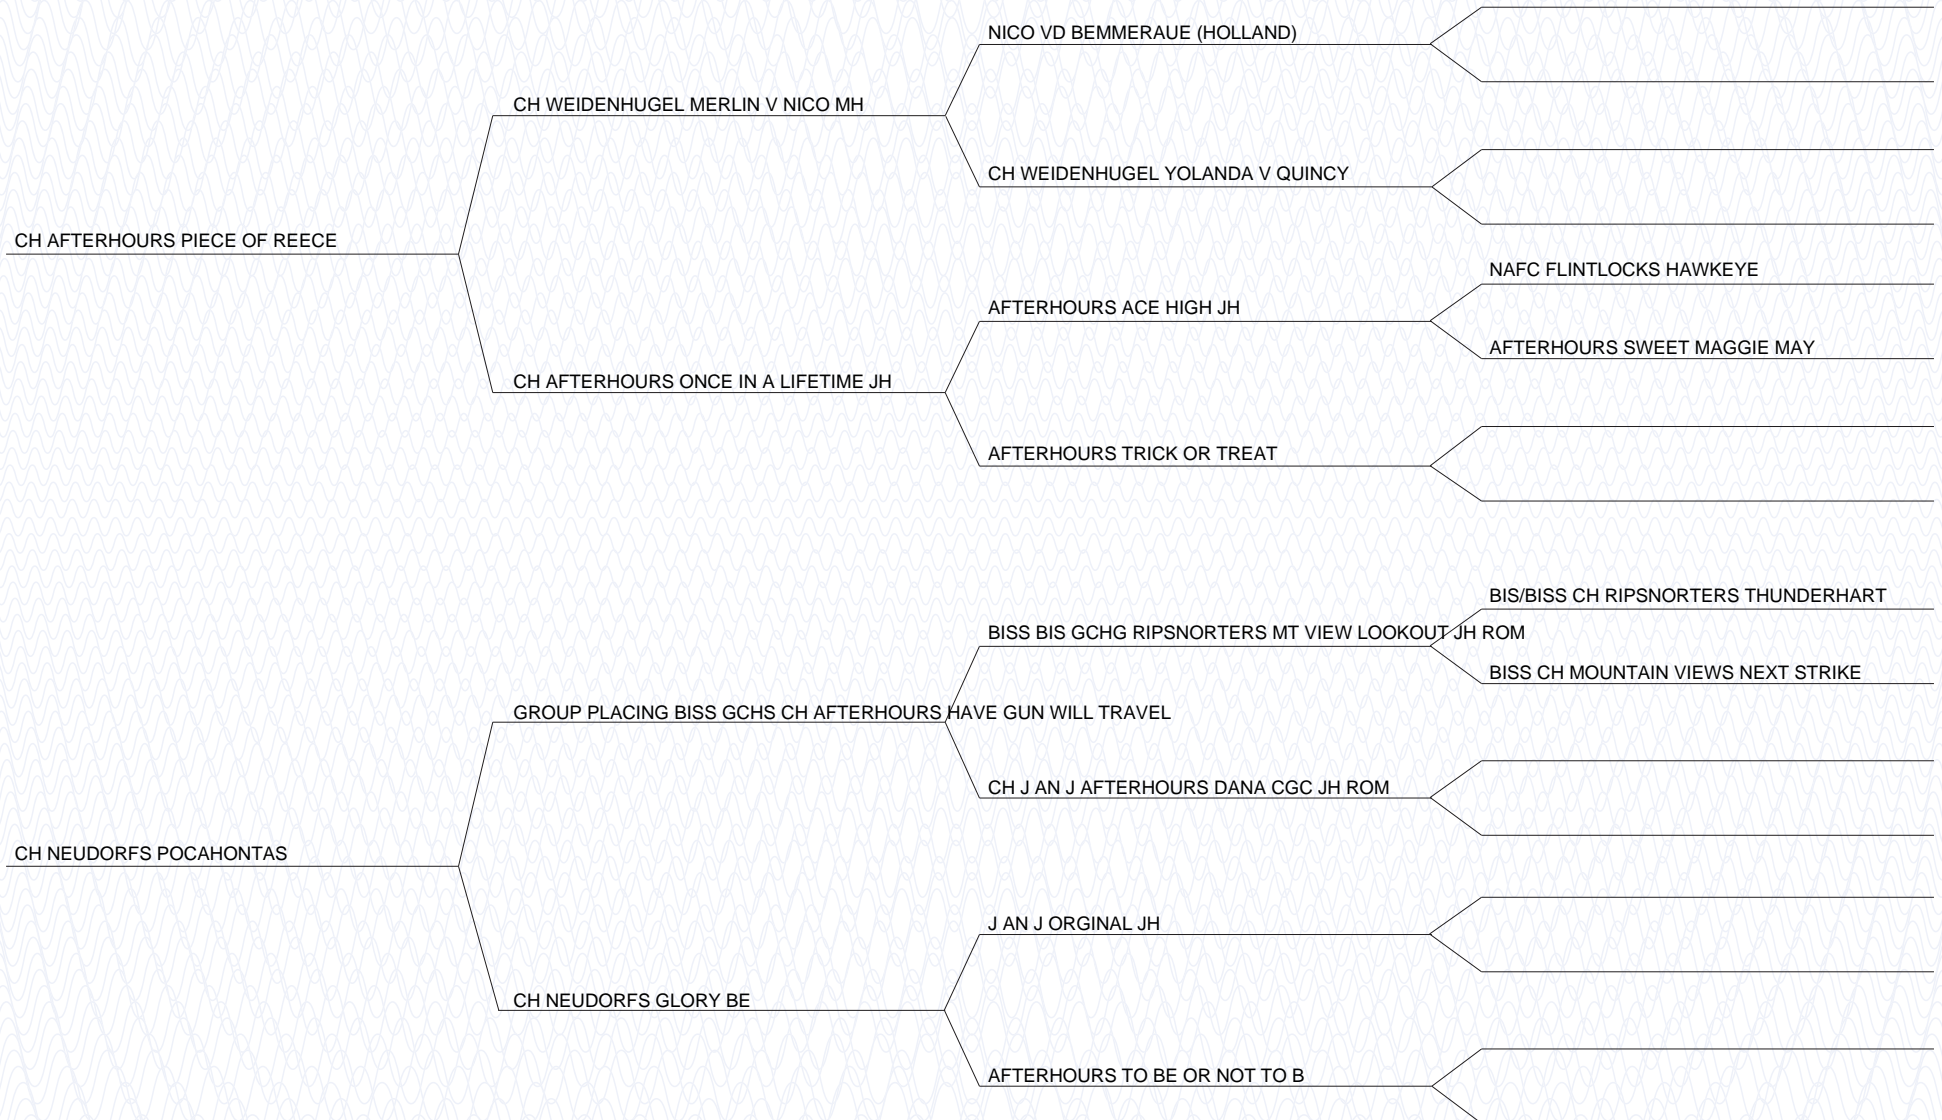 NICO VD BEMMERAUE (HOLLAND)
CH WEIDENHUGEL MERLIN V NICO MH
CH WEIDENHUGEL YOLANDA V QUINCY
CH AFTERHOURS PIECE OF REECE
NAFC FLINTLOCKS HAWKEYE
AFTERHOURS ACE HIGH JH
AFTERHOURS SWEET MAGGIE MAY
CH AFTERHOURS ONCE IN A LIFETIME JH
AFTERHOURS TRICK OR TREAT
BIS/BISS CH RIPSNORTERS THUNDERHART
BISS BIS GCHG RIPSNORTERS MT VIEW LOOKOUT JH ROM
BISS CH MOUNTAIN VIEWS NEXT STRIKE
GROUP PLACING BISS GCHS CH AFTERHOURS HAVE GUN WILL TRAVEL
CH J AN J AFTERHOURS DANA CGC JH ROM
CH NEUDORFS POCAHONTAS
J AN J ORGINAL JH
CH NEUDORFS GLORY BE
AFTERHOURS TO BE OR NOT TO B